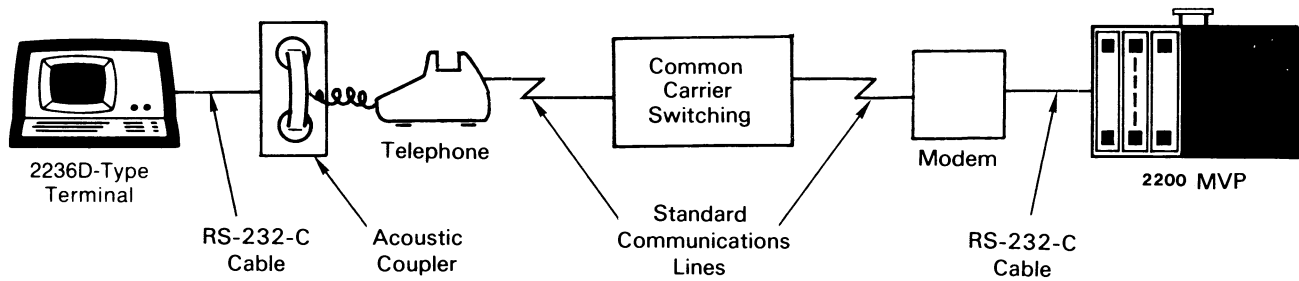 2236D-Type
Terminal
RS-232-C
Cable
Acoustic
Coupler
Telephone
Common
Carrier
Switching
Standard
Communications
Lines
Modem
RS-232-C
Cable
2200 MVP